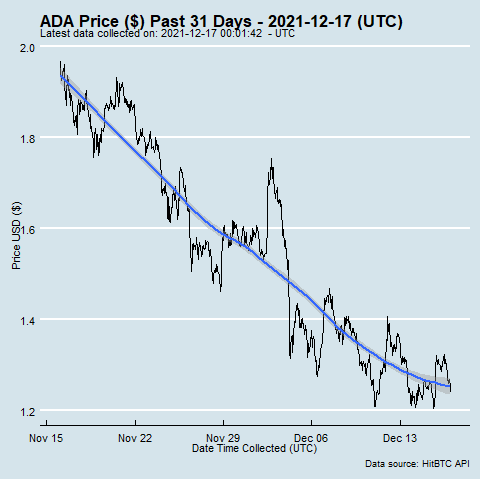 ADA Price ($) Past 31 Days - 2021-12-17 (UTC)
Latest data collected on: 2021-12-17 00:01:42 - UTC
2.0
1.8
1.6
1.4
1.2
Price USD ($)
Nov 15 Nov 22 Nov 29 Dec 06 Dec 13
Date Time Collected (UTC)
Data source: HitBTC API